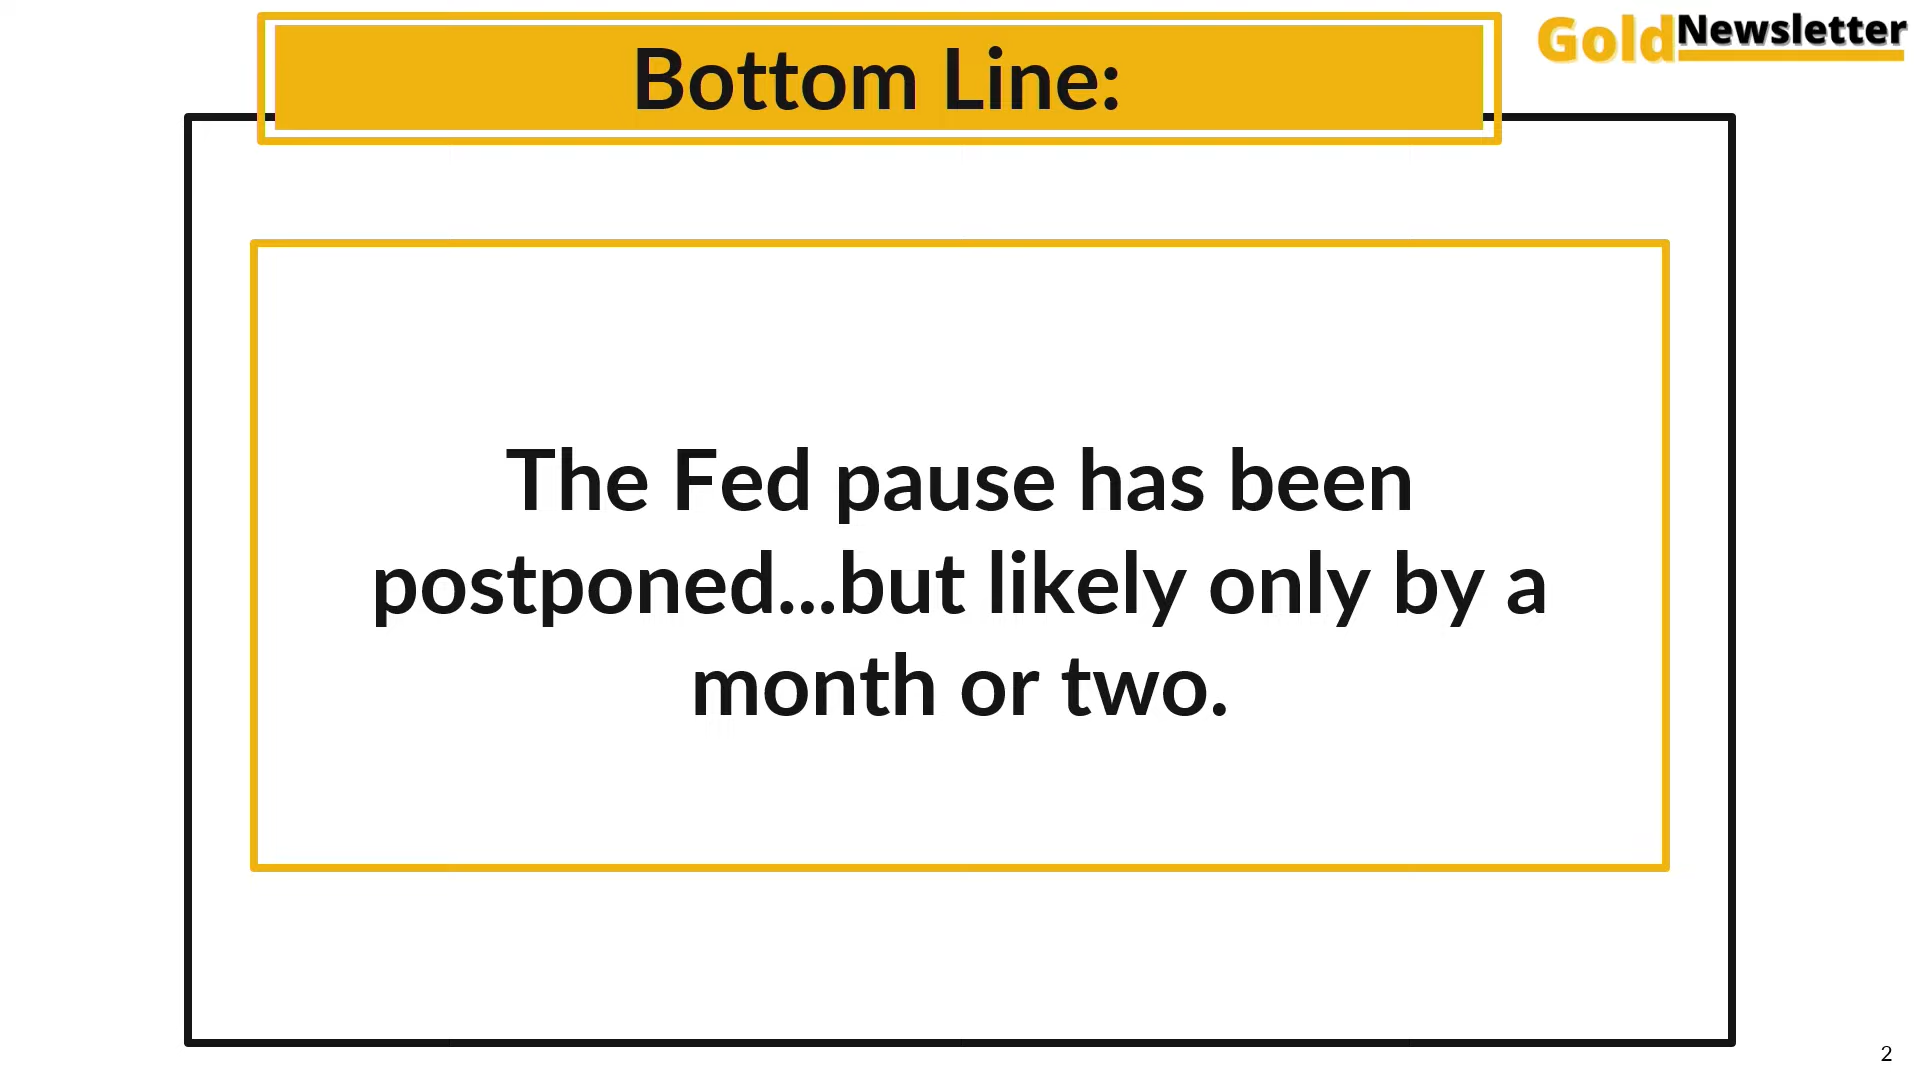 Bottom Line:
GoldNewsletter
The Fed pause has been
postponed...but likely only by a
month or two.
2